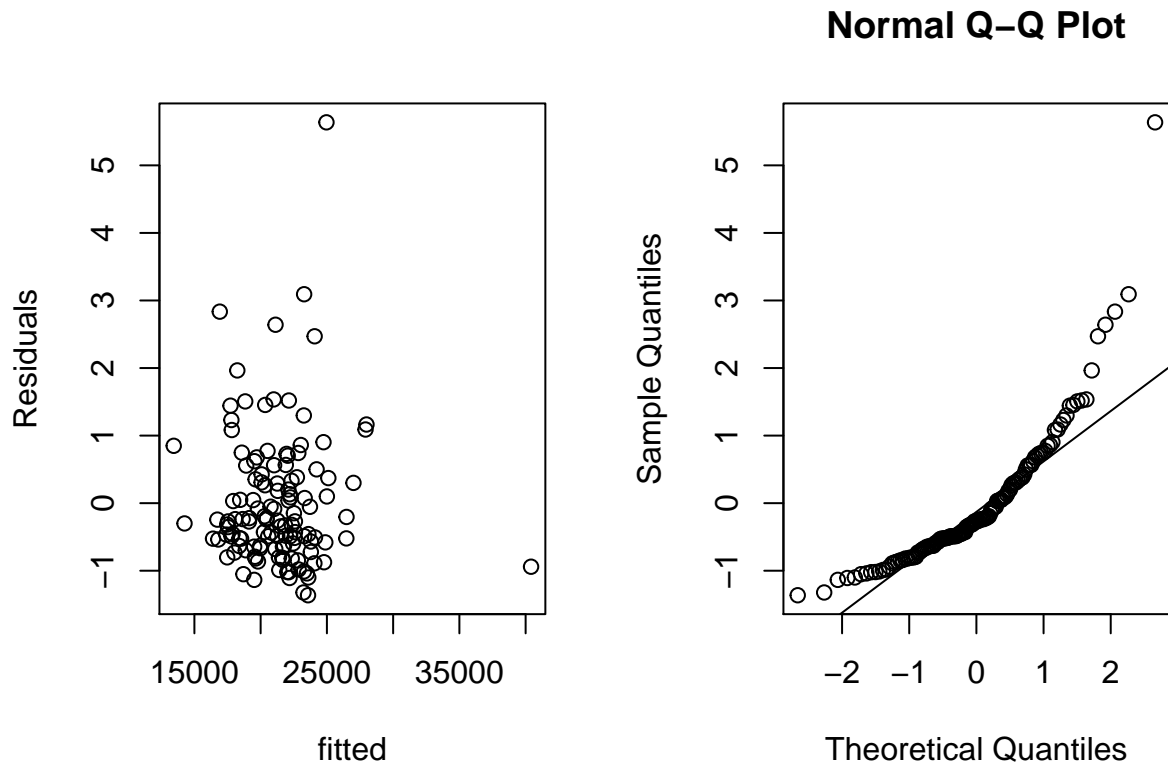 Residuals
5
4
3
2
1
0
−1
15000 25000 35000
fitted
Normal Q−Q Plot
Sample Quantiles
5
4
3
2
1
0
−1
−2 −1 0 1 2
Theoretical Quantiles